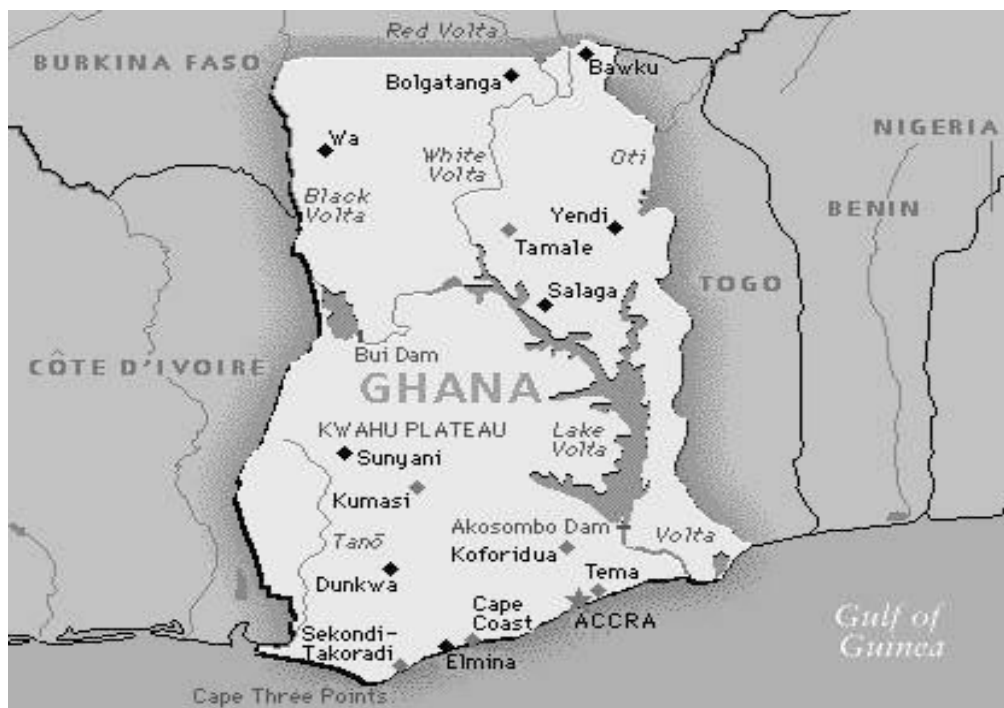 Red Volta
BURKINA FASO
Bawku
Bolgatanga
NIGERIA
Wa
White
Volta
Oti
Black
Volta
BENIN
Yendi
Tamale
TOGO
Salaga
Bui Dam
CÔTE D'IVOIRE
GHANA
KWAHU PLATEAU
Lake
Volta
Sunyani
Kumasi
Akosombo Dam
Volta
Tanō
Koforidua
Dunkwa
Tema
Cape
Coast
ACCRA
Gulf of
Guinea
Sekondi-
Takoradi
Elmina
Cape Three Points